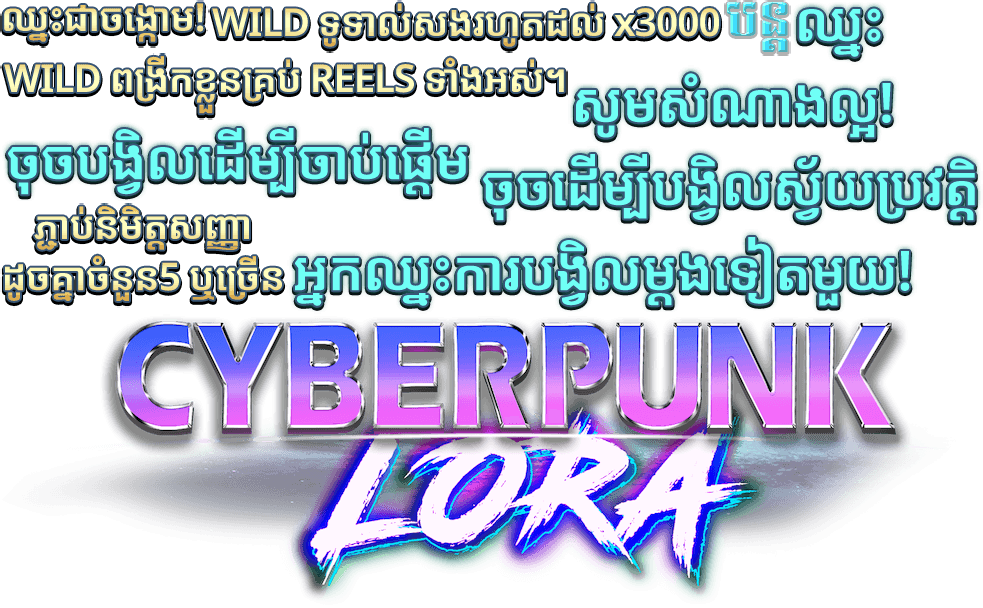 ឈ្នះជាចង្កោម!
WILD ទូទាល់សងរហូតដល់ x3000
បន្ត
ឈ្នះ
WILD ពង្រីកខ្លួនគ្រប់ REELS ទាំងអស់។
សូមសំណាងល្អ!
ចុចបង្វិលដើម្បីចាប់ផ្ដើម
ចុចដើម្បីបង្វិលស្វ័យប្រវត្តិ
ភ្ជាប់និមិត្តសញ្ញា
ដូចគ្នាចំនួន5 ឬច្រើន
អ្នកឈ្នះការបង្វិលម្ដងទៀតមួយ!
CYBERPUNK
LORA